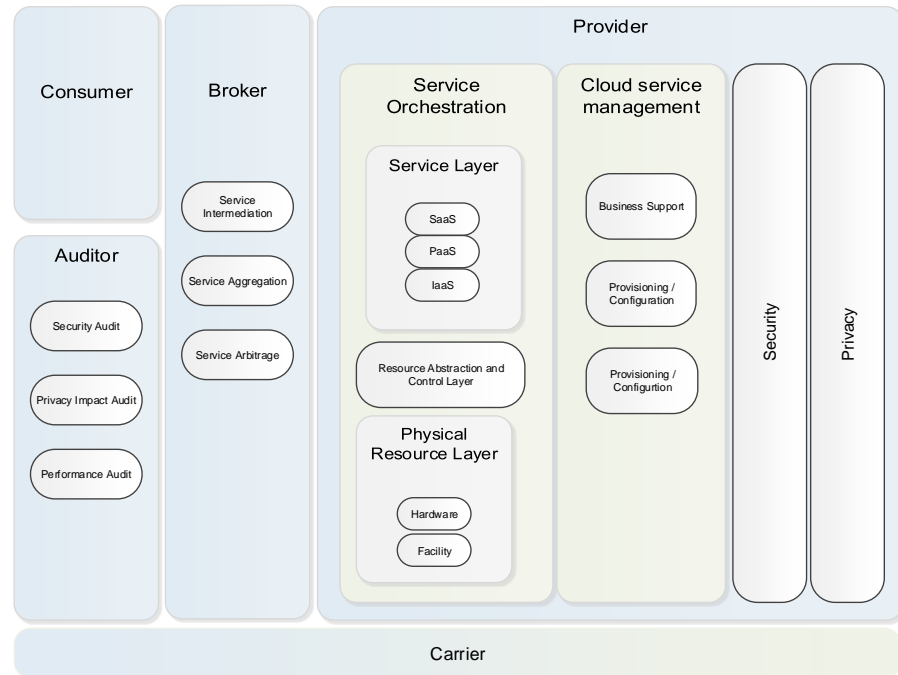 Consumer
Auditor
Security Audit
Privacy Impact Audit
Performance Audit
Broker
Service
Intermediation
Service Aggregation
Service Arbitrage
Provider
Service
Orchestration
Service Layer
SaaS
PaaS
IaaS
Resource Abstraction and
Control Layer
Physical
Resource Layer
Hardware
Facility
Cloud service
management
Business Support
Provisioning /
Configuration
Provisioning /
Configurtion
Security
Privacy
Carrier